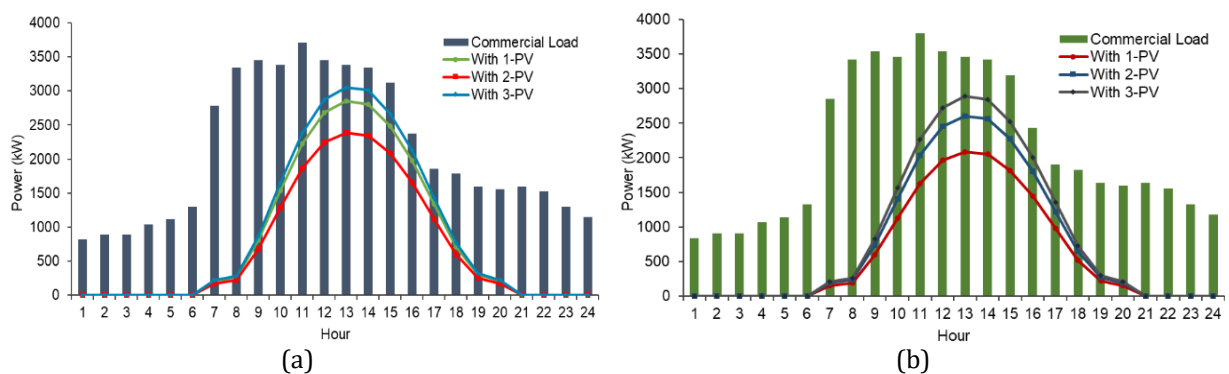 4000
3500
3000
2500
2000
1500
1000
500
0
Power (kW)
Commercial Load
With 1-PV
With 2-PV
With 3-PV
1 2 3 4 5 6 7 8 9 10 11 12 13 14 15 16 17 18 19 20 21 22 23 24
Hour
(a)
4000
3500
3000
2500
2000
1500
1000
500
0
Power (kW)
Commercial Load
With 1-PV
With 2-PV
With 3-PV
1 2 3 4 5 6 7 8 9 10 11 12 13 14 15 16 17 18 19 20 21 22 23 24
Hour
(b)